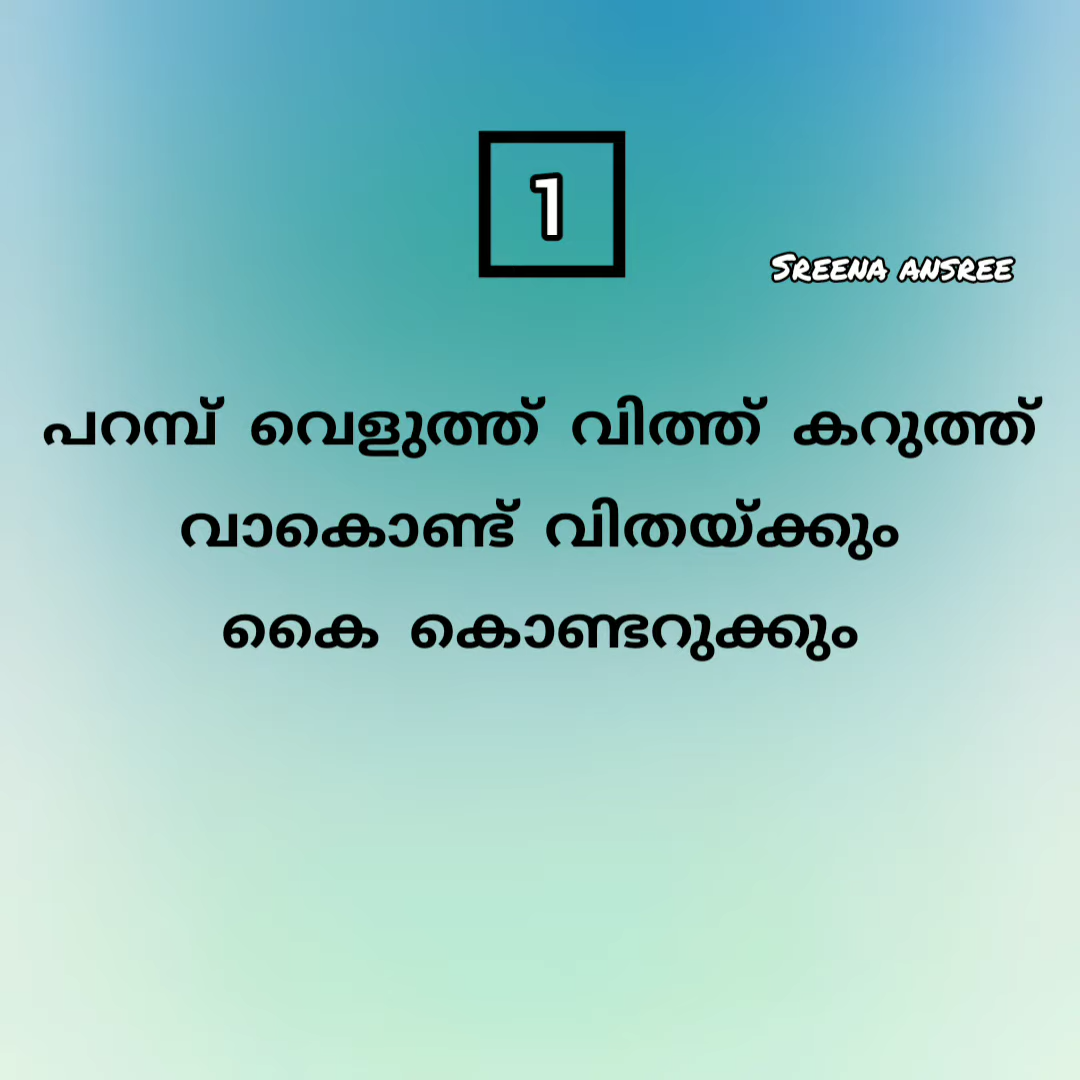 1
Sreena ansree
പറമ്പ് വെളുത്ത് വിത്ത് കറുത്ത്
വാകൊണ്ട് വിതയ്ക്കും
കൈ കൊണ്ടറുക്കും